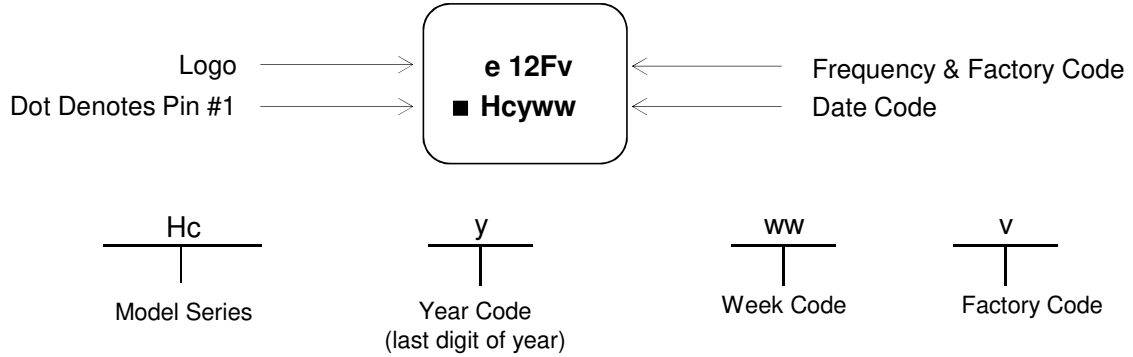 Logo
e 12Fv
Frequency & Factory Code
Dot Denotes Pin #1
■ Hcyww
Date Code
Hc
y
ww
v
Model Series
Year Code
(last digit of year)
Week Code
Factory Code